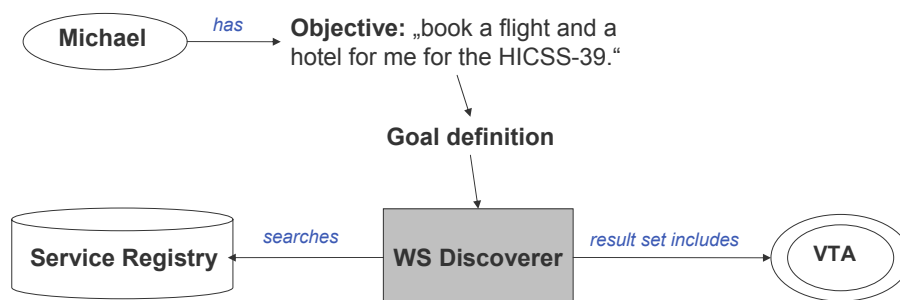 Michael
has
Objective: „book a flight and a
hotel for me for the HICSS-39.“
Goal definition
Service Registry
searches
WS Discoverer
result set includes
VTA